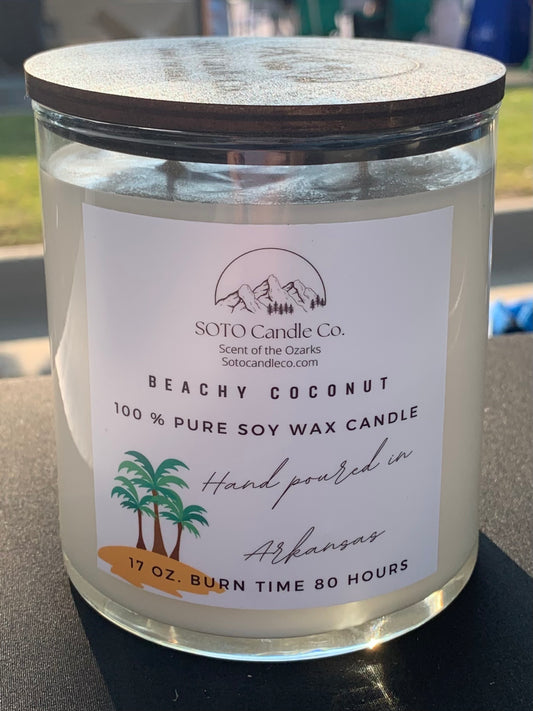 SOTO Candle Co.
Scent of the Ozarks
Sotocandleco.com
BEACHY COCONUT
100 % PURE SOY WAX CANDLE
Hand poured in
Arkansas
17 OZ. BURN TIME 80 HOURS